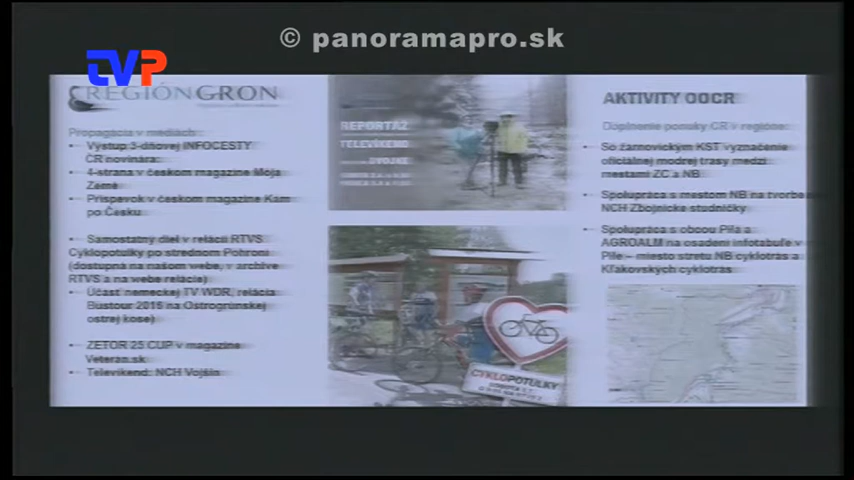 © panoramapro.sk
TVP
REGIÓNGRON
Propagácia v médiách:
Výstup 3-dňovej INFOCESTY
ČR novinára:
4-strana v českom magazíne Moja
Země
Príspevok v českom magazíne Kam
po Česku
Samostatný diel v relácii RTVS
Cyklopotulky po strednom Pohroní
(dostupná na našom webe, v archíve
RTVS a na webe relácie)
Účasť nemeckej TV WDR, relácia
Bustour 2016 na Ostrogrúnskej
ostrej kose)
ZETOR 25 CUP v magazíne
Veteran.sk
Televíkend: NCH Vojšín
REPORTÁŽ
TELEVÍKEND
DVOJKE
CYKLOPOTULKY
AKTIVITY OOCR
Doplnenie ponuky CR v regióne:
So žarnovickým KST vyznačenie
oficiálnej modrej trasy medzi
mestami ZC a NB
Spolupráca s mestom NB na tvorbe
NCH Zbojnícke studničky
Spolupráca s obcou Píla a
AGROALM na osadení infotabule v
Píle – miesto stretu NB cyklotrás a
Kľakovských cyklotrás